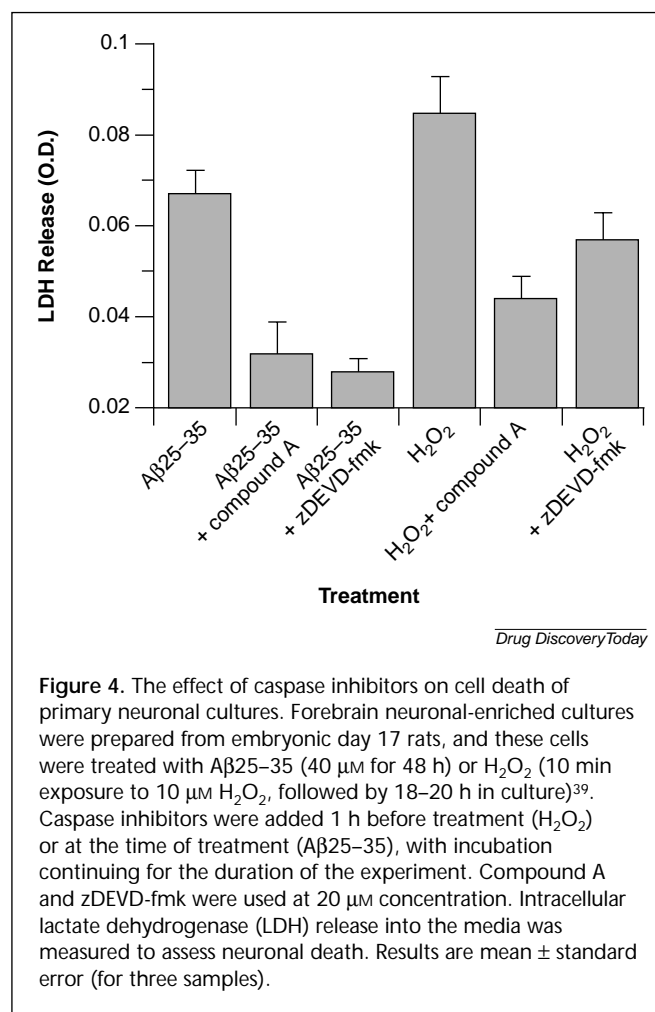 0.1
0.08
0.06
0.04
0.02
LDH Release (O.D.)
Aβ25–35
Aβ25–35
+ compound A
Aβ25–35
+ zDEVD-fmk
H₂O₂
H₂O₂+ compound A
H₂O₂
+ zDEVD-fmk
Treatment
Drug DiscoveryToday
Figure 4. The effect of caspase inhibitors on cell death of
primary neuronal cultures. Forebrain neuronal-enriched cultures
were prepared from embryonic day 17 rats, and these cells
were treated with Aβ25–35 (40 μM for 48 h) or H₂O₂ (10 min
exposure to 10 μM H₂O₂, followed by 18–20 h in culture)³⁹.
Caspase inhibitors were added 1 h before treatment (H₂O₂)
or at the time of treatment (Aβ25–35), with incubation
continuing for the duration of the experiment. Compound A
and zDEVD-fmk were used at 20 μM concentration. Intracellular
lactate dehydrogenase (LDH) release into the media was
measured to assess neuronal death. Results are mean ± standard
error (for three samples).